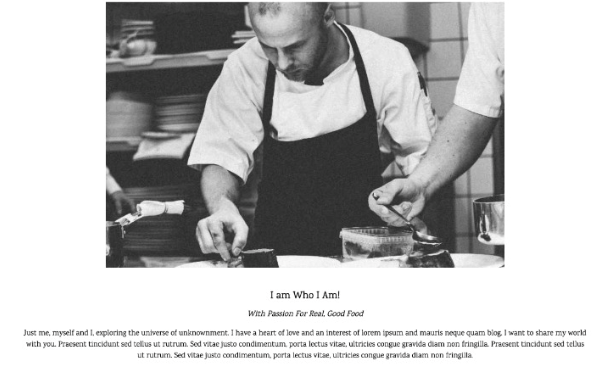 I am Who I Am!
With Passion For Real, Good Food
Just me, myself and I, exploring the universe of unknownment. I have a heart of love and an interest of lorem ipsum and mauris neque quam blog. I want to share my world
with you. Praesent tincidunt sed tellus ut rutrum. Sed vitae justo condimentum, porta lectus vitae, ultricies congue gravida diam non fringilla. Praesent tincidunt sed tellus
ut rutrum. Sed vitae justo condimentum, porta lectus vitae, ultricies congue gravida diam non fringilla.